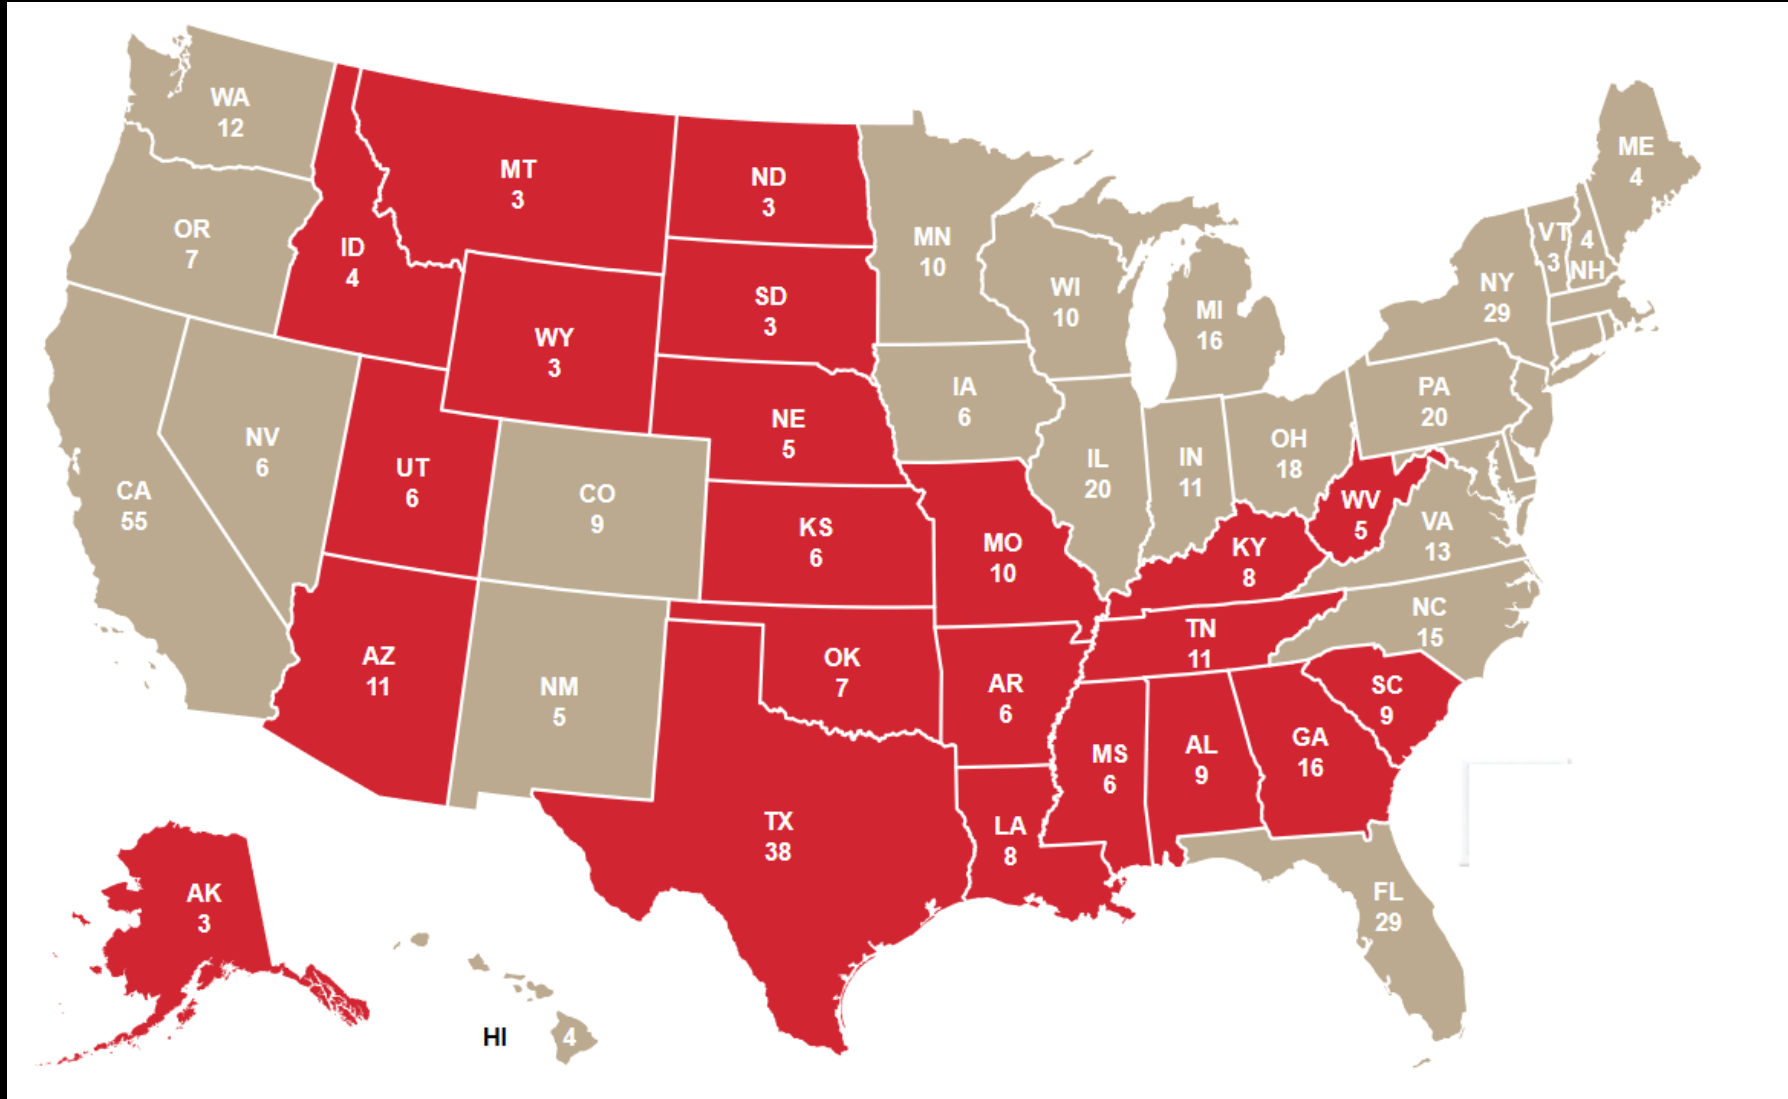 WA
12
OR
7
CA
55
NV
6
ID
4
MT
3
WY
3
UT
6
AZ
11
CO
9
NM
5
ND
3
SD
3
NE
5
KS
6
OK
7
TX
38
MN
10
IA
6
MO
10
AR
6
LA
8
WI
10
IL
20
MI
16
IN
11
OH
18
KY
8
TN
11
MS
6
AL
9
GA
16
SC
9
NC
15
VA
13
WV
5
PA
20
NY
29
VT
3
4
NH
ME
4
FL
29
AK
3
HI
4